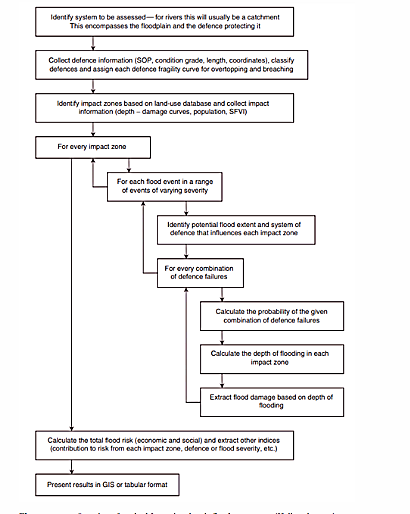 Identify system to be assessed—for rivers this will usually be a catchment
This encompasses the floodplain and the defence protecting it
Collect defence information (SOP, condition grade, length, coordinates), classify
defences and assign each defence fragility curve for overtopping and breaching
Identify impact zones based on land-use database and collect impact
information (depth – damage curves, population, SFVI)
For every impact zone
For each flood event in a range
of events of varying severity
Identify potential flood extent and system of
defence that influences each impact zone
For every combination
of defence failures
Calculate the probability of the given
combination of defence failures
Calculate the depth of flooding in each
impact zone
Extract flood damage based on depth of
flooding
Calculate the total flood risk (economic and social) and extract other indices
(contribution to risk from each impact zone, defence or flood severity, etc.)
Present results in GIS or tabular format